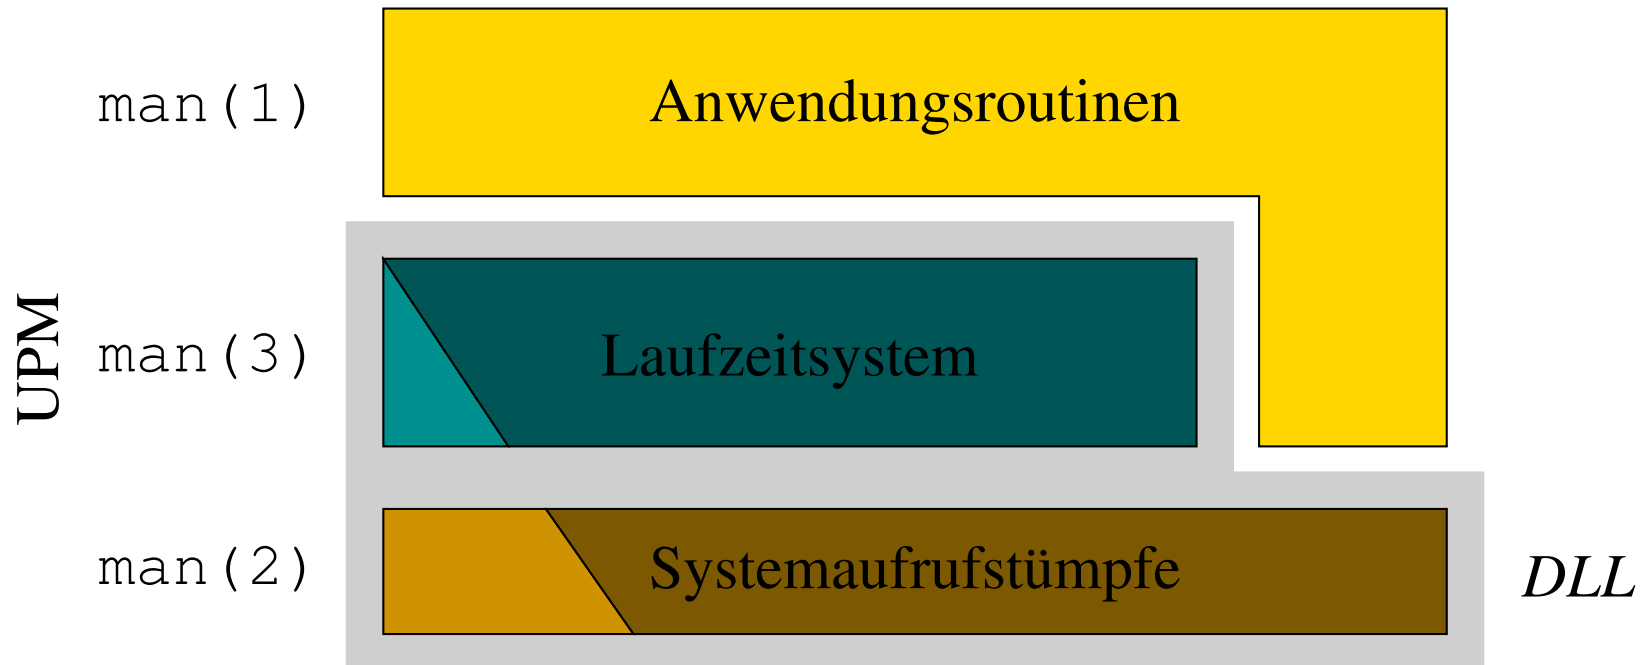 man(1)
Anwendungsroutinen
UPM
man(3)
Laufzeitsystem
man(2)
Systemaufrufstümpfe
DLL